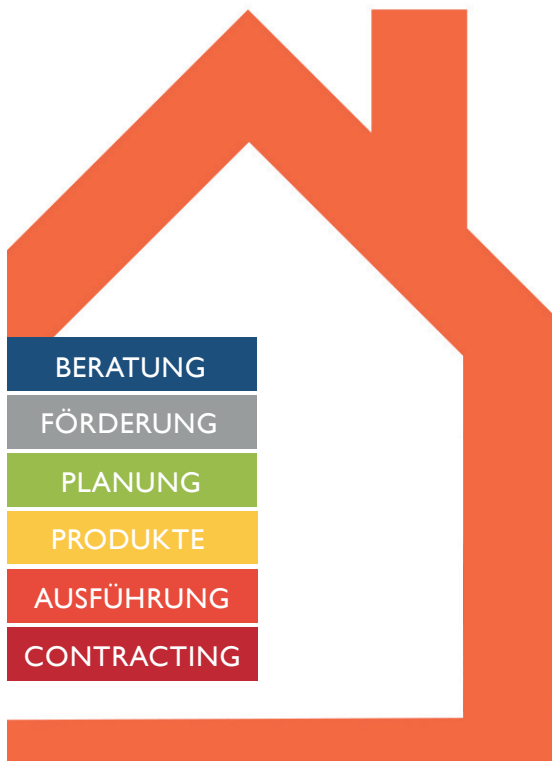 BERATUNG
FÖRDERUNG
PLANUNG
PRODUKTE
AUSFÜHRUNG
CONTRACTING